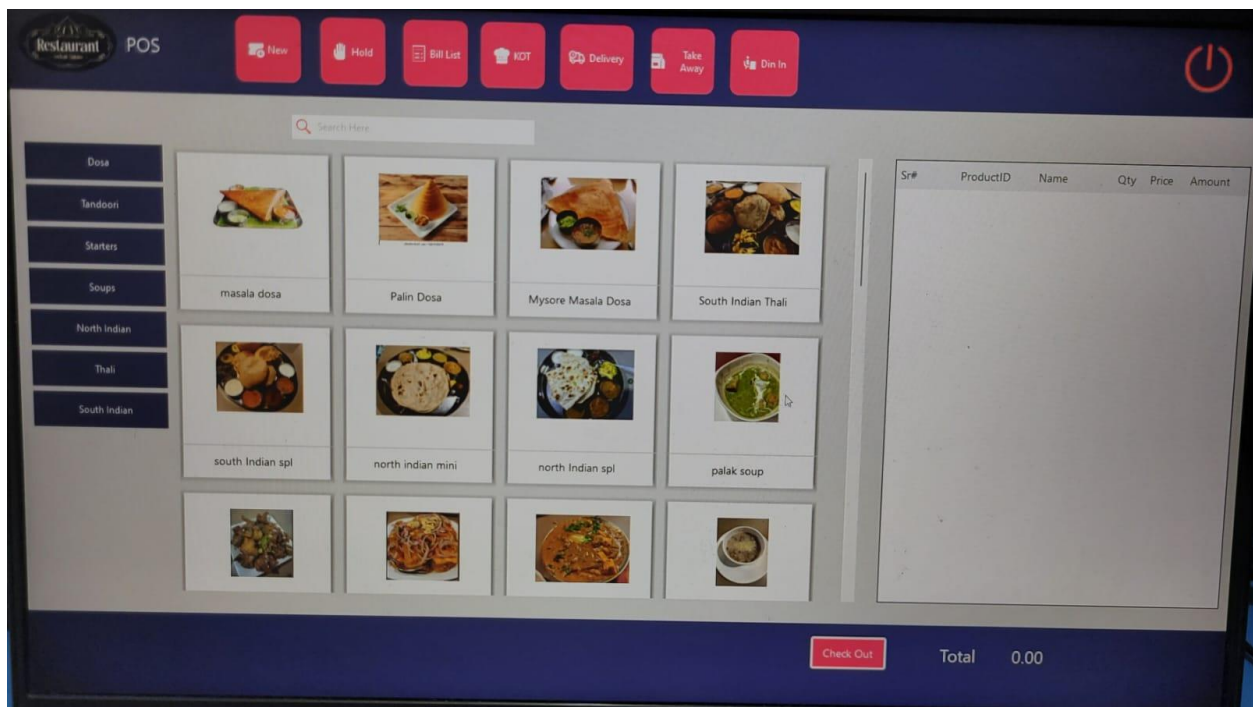 Restaurant
POS
New
Hold
Bill List
KOT
Delivery
Take
Away
Din In
Search Here
Dosa
Tandoori
Starters
Soups
North Indian
Thali
South Indian
masala dosa
Palin Dosa
Mysore Masala Dosa
South Indian Thali
south Indian spl
north indian mini
north Indian spl
palak soup
Sr# ProductID Name Qty Price Amount
Check Out
Total 0.00